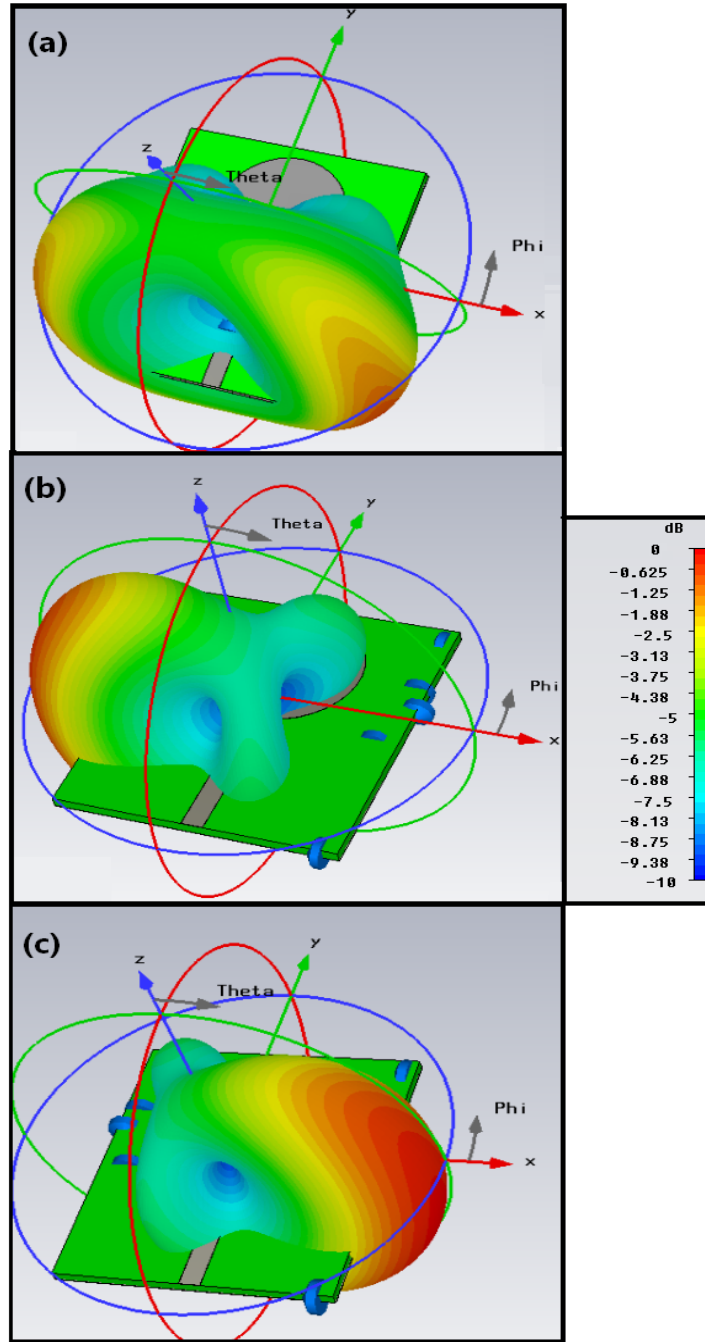 (a)
y
z
Theta
Phi
x
(b)
z
y
Theta
Phi
x
dB
0
-0.625
-1.25
-1.88
-2.5
-3.13
-3.75
-4.38
-5
-5.63
-6.25
-6.88
-7.5
-8.13
-8.75
-9.38
-10
(c)
y
z
Theta
Phi
x